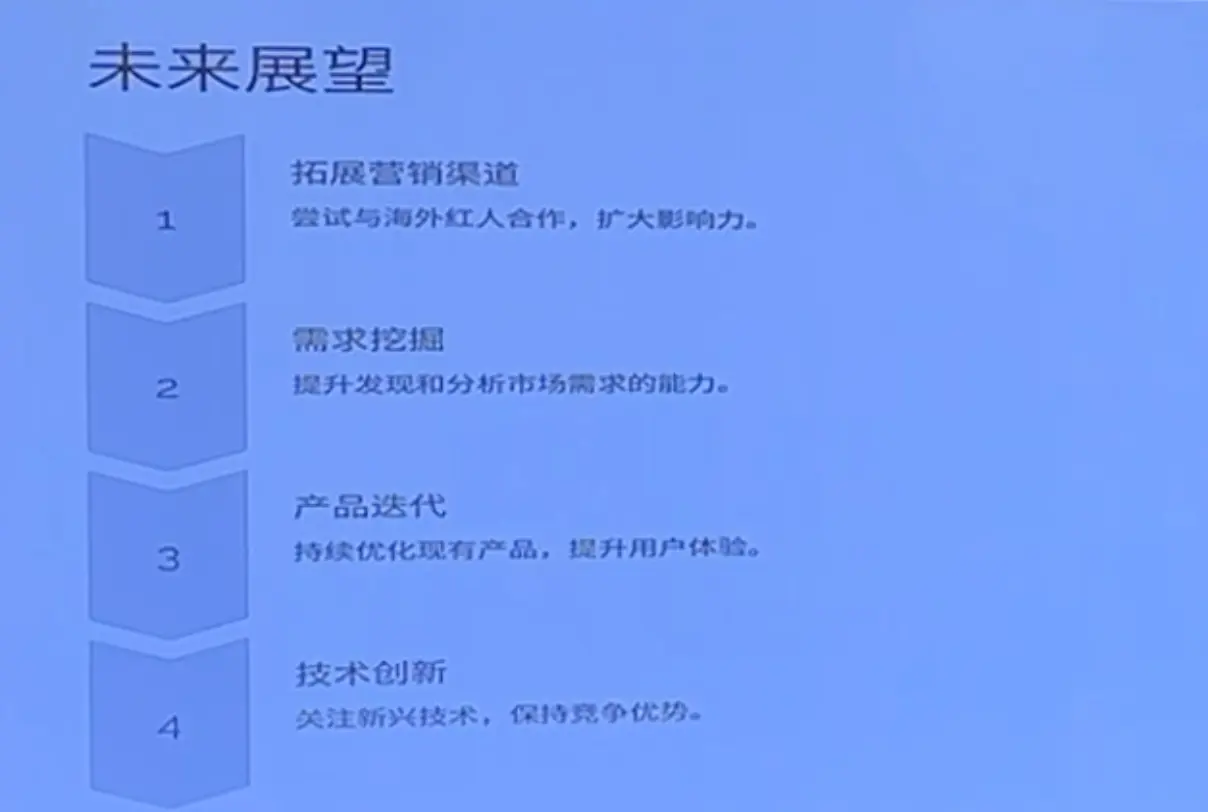 未来展望
1
拓展营销渠道
尝试与海外红人合作，扩大影响力。
2
需求挖掘
提升发现和分析市场需求的能力。
3
产品迭代
持续优化现有产品，提升用户体验。
4
技术创新
关注新兴技术，保持竞争优势。